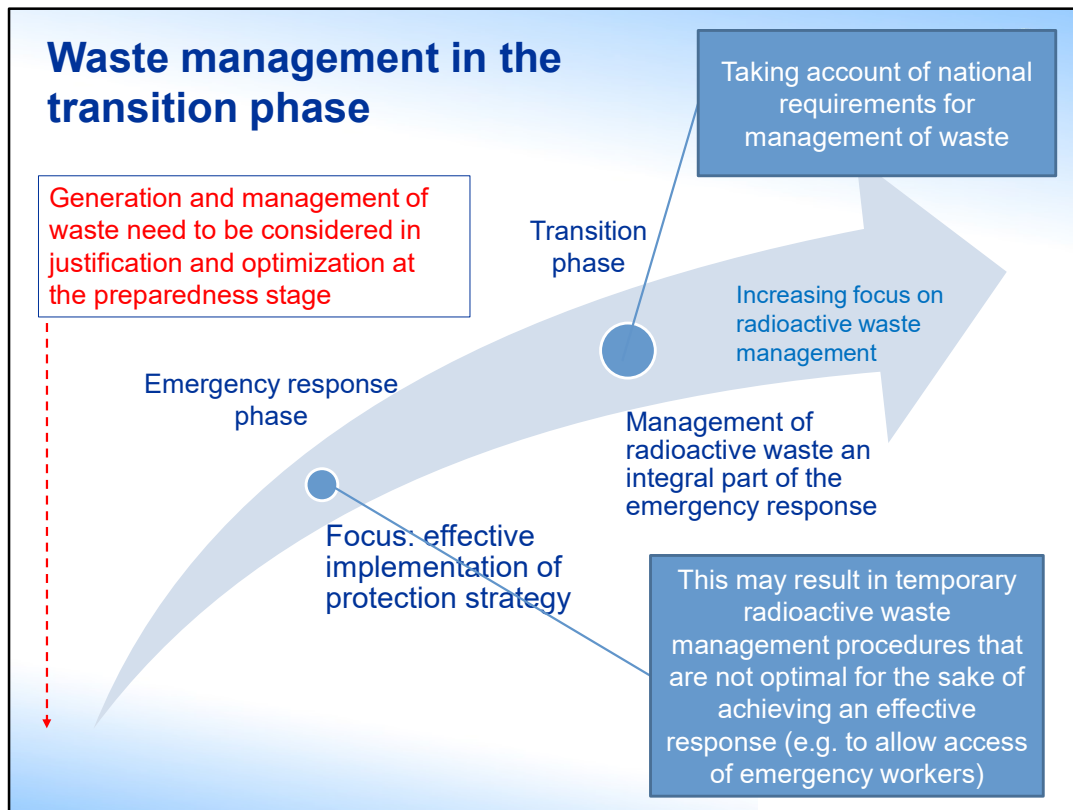 Waste management in the
transition phase
Taking account of national
requirements for
management of waste
Generation and management of
waste need to be considered in
justification and optimization at
the preparedness stage
Transition
phase
Increasing focus on
radioactive waste
management
Emergency response
phase
Management of
radioactive waste an
integral part of the
emergency response
Focus: effective
implementation of
protection strategy
This may result in temporary
radioactive waste
management procedures that
are not optimal for the sake of
achieving an effective
response (e.g. to allow access
of emergency workers)